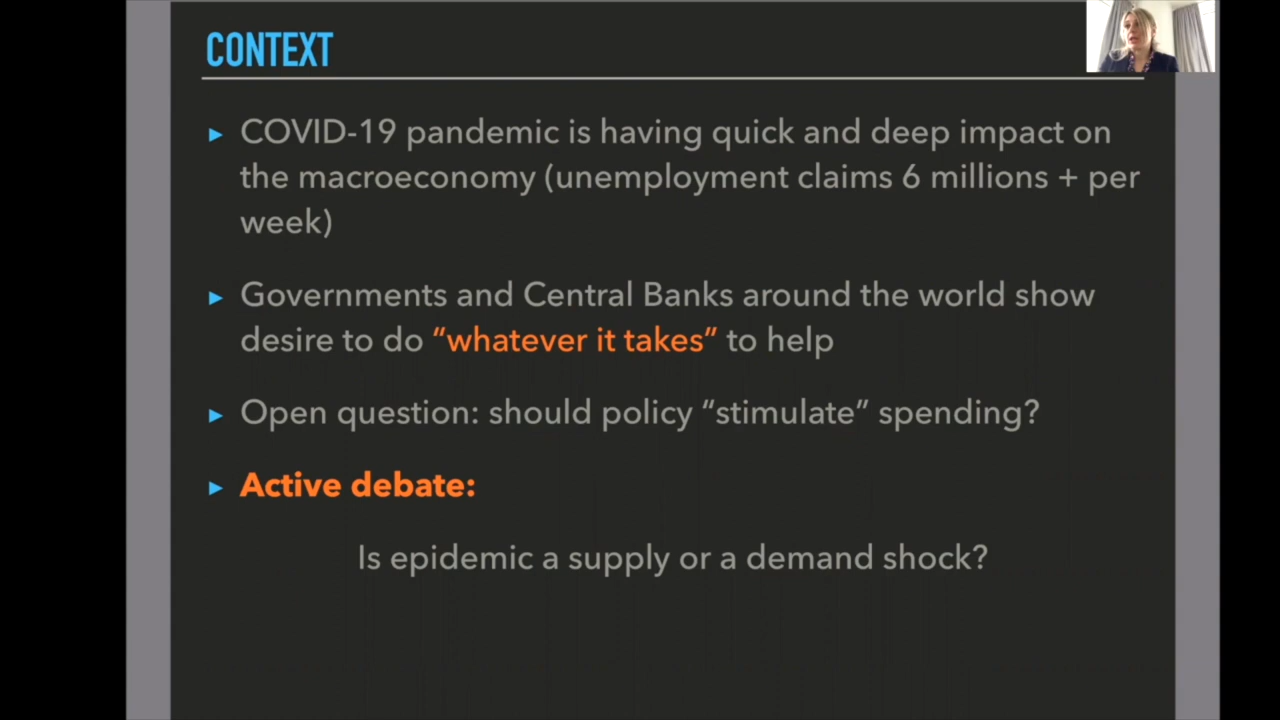 CONTEXT
COVID-19 pandemic is having quick and deep impact on
the macroeconomy (unemployment claims 6 millions + per
week)
Governments and Central Banks around the world show
desire to do “whatever it takes” to help
Open question: should policy “stimulate” spending?
Active debate:
Is epidemic a supply or a demand shock?